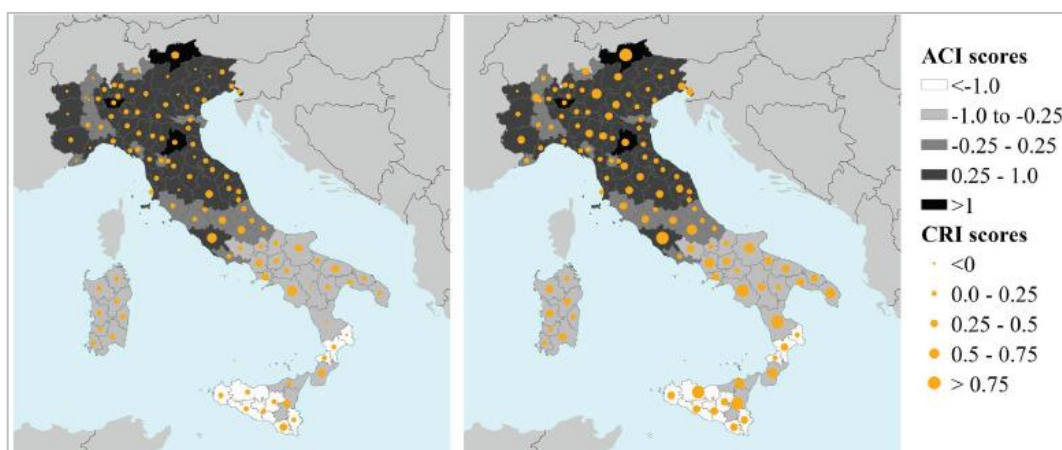 ACI scores
<-1.0
-1.0 to -0.25
-0.25 - 0.25
0.25 - 1.0
>1
CRI scores
<0
0.0 - 0.25
0.25 - 0.5
0.5 - 0.75
> 0.75